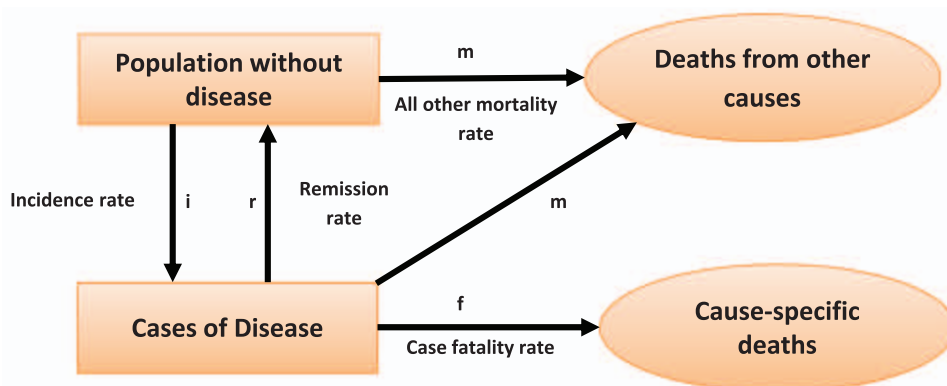 Population without
disease
m
All other mortality
rate
Deaths from other
causes
Incidence rate
i
r
Remission
rate
m
Cases of Disease
f
Case fatality rate
Cause-specific
deaths